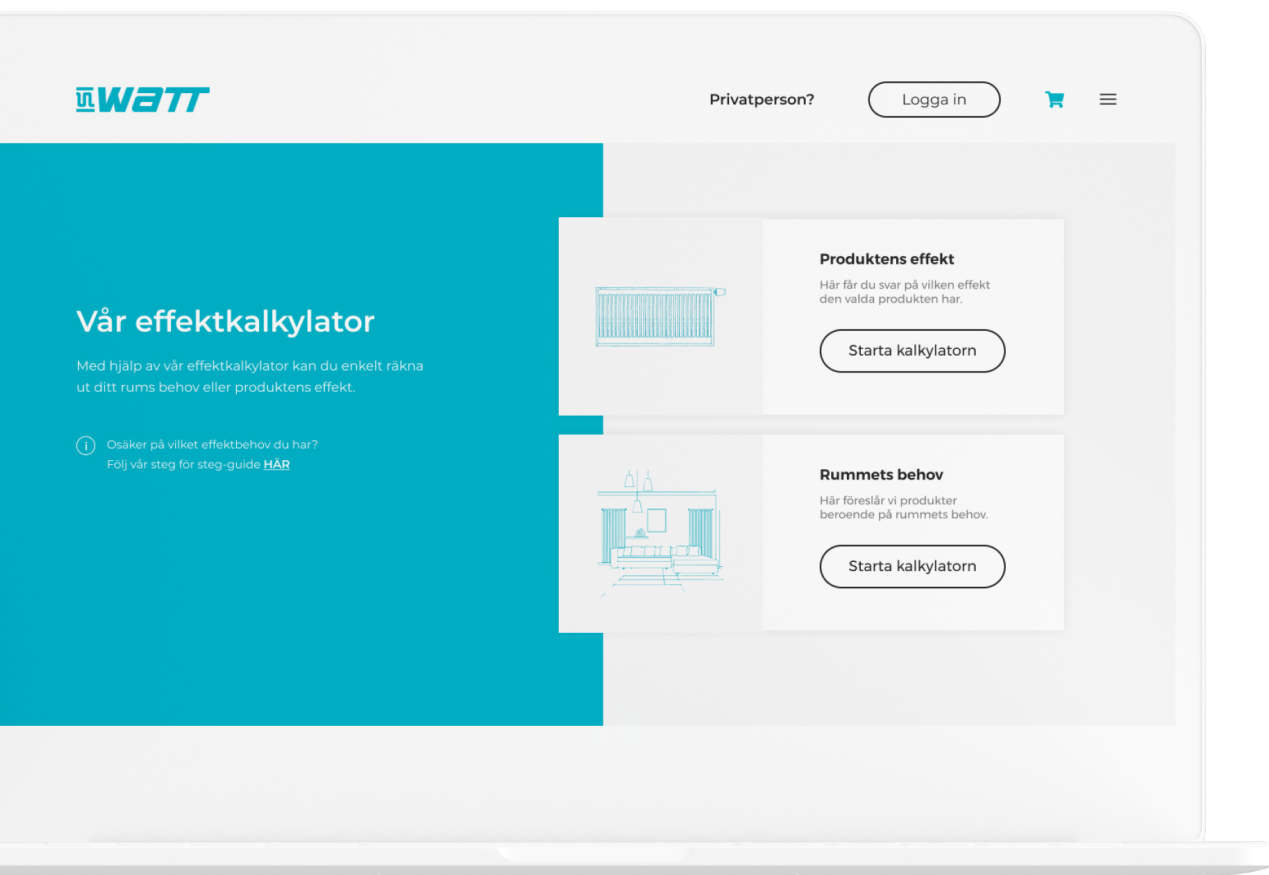 WATT
Privatperson?
Logga in
Vår effektkalkylator
Med hjälp av vår effektkalkylator kan du enkelt räkna
ut ditt rums behov eller produktens effekt.
i
Osäker på vilket effektbehov du har?
Följ vår steg för steg-guide HÄR
Produktens effekt
Här får du svar på vilken effekt
den valda produkten har.
Starta kalkylatorn
Rummets behov
Här föreslår vi produkter
beroende på rummets behov.
Starta kalkylatorn